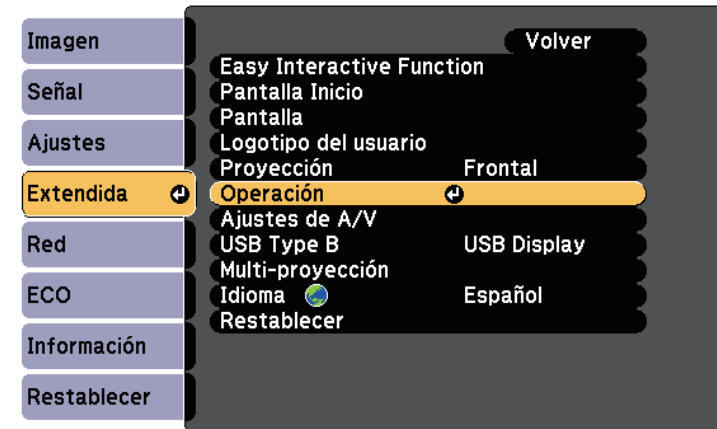 Imagen
Señal
Ajustes
Extendida
Red
ECO
Información
Restablecer
Volver
Easy Interactive Function
Pantalla Inicio
Pantalla
Logotipo del usuario
Proyección Frontal
Operación
Ajustes de A/V
USB Type B USB Display
Multi-proyección
Idioma Español
Restablecer